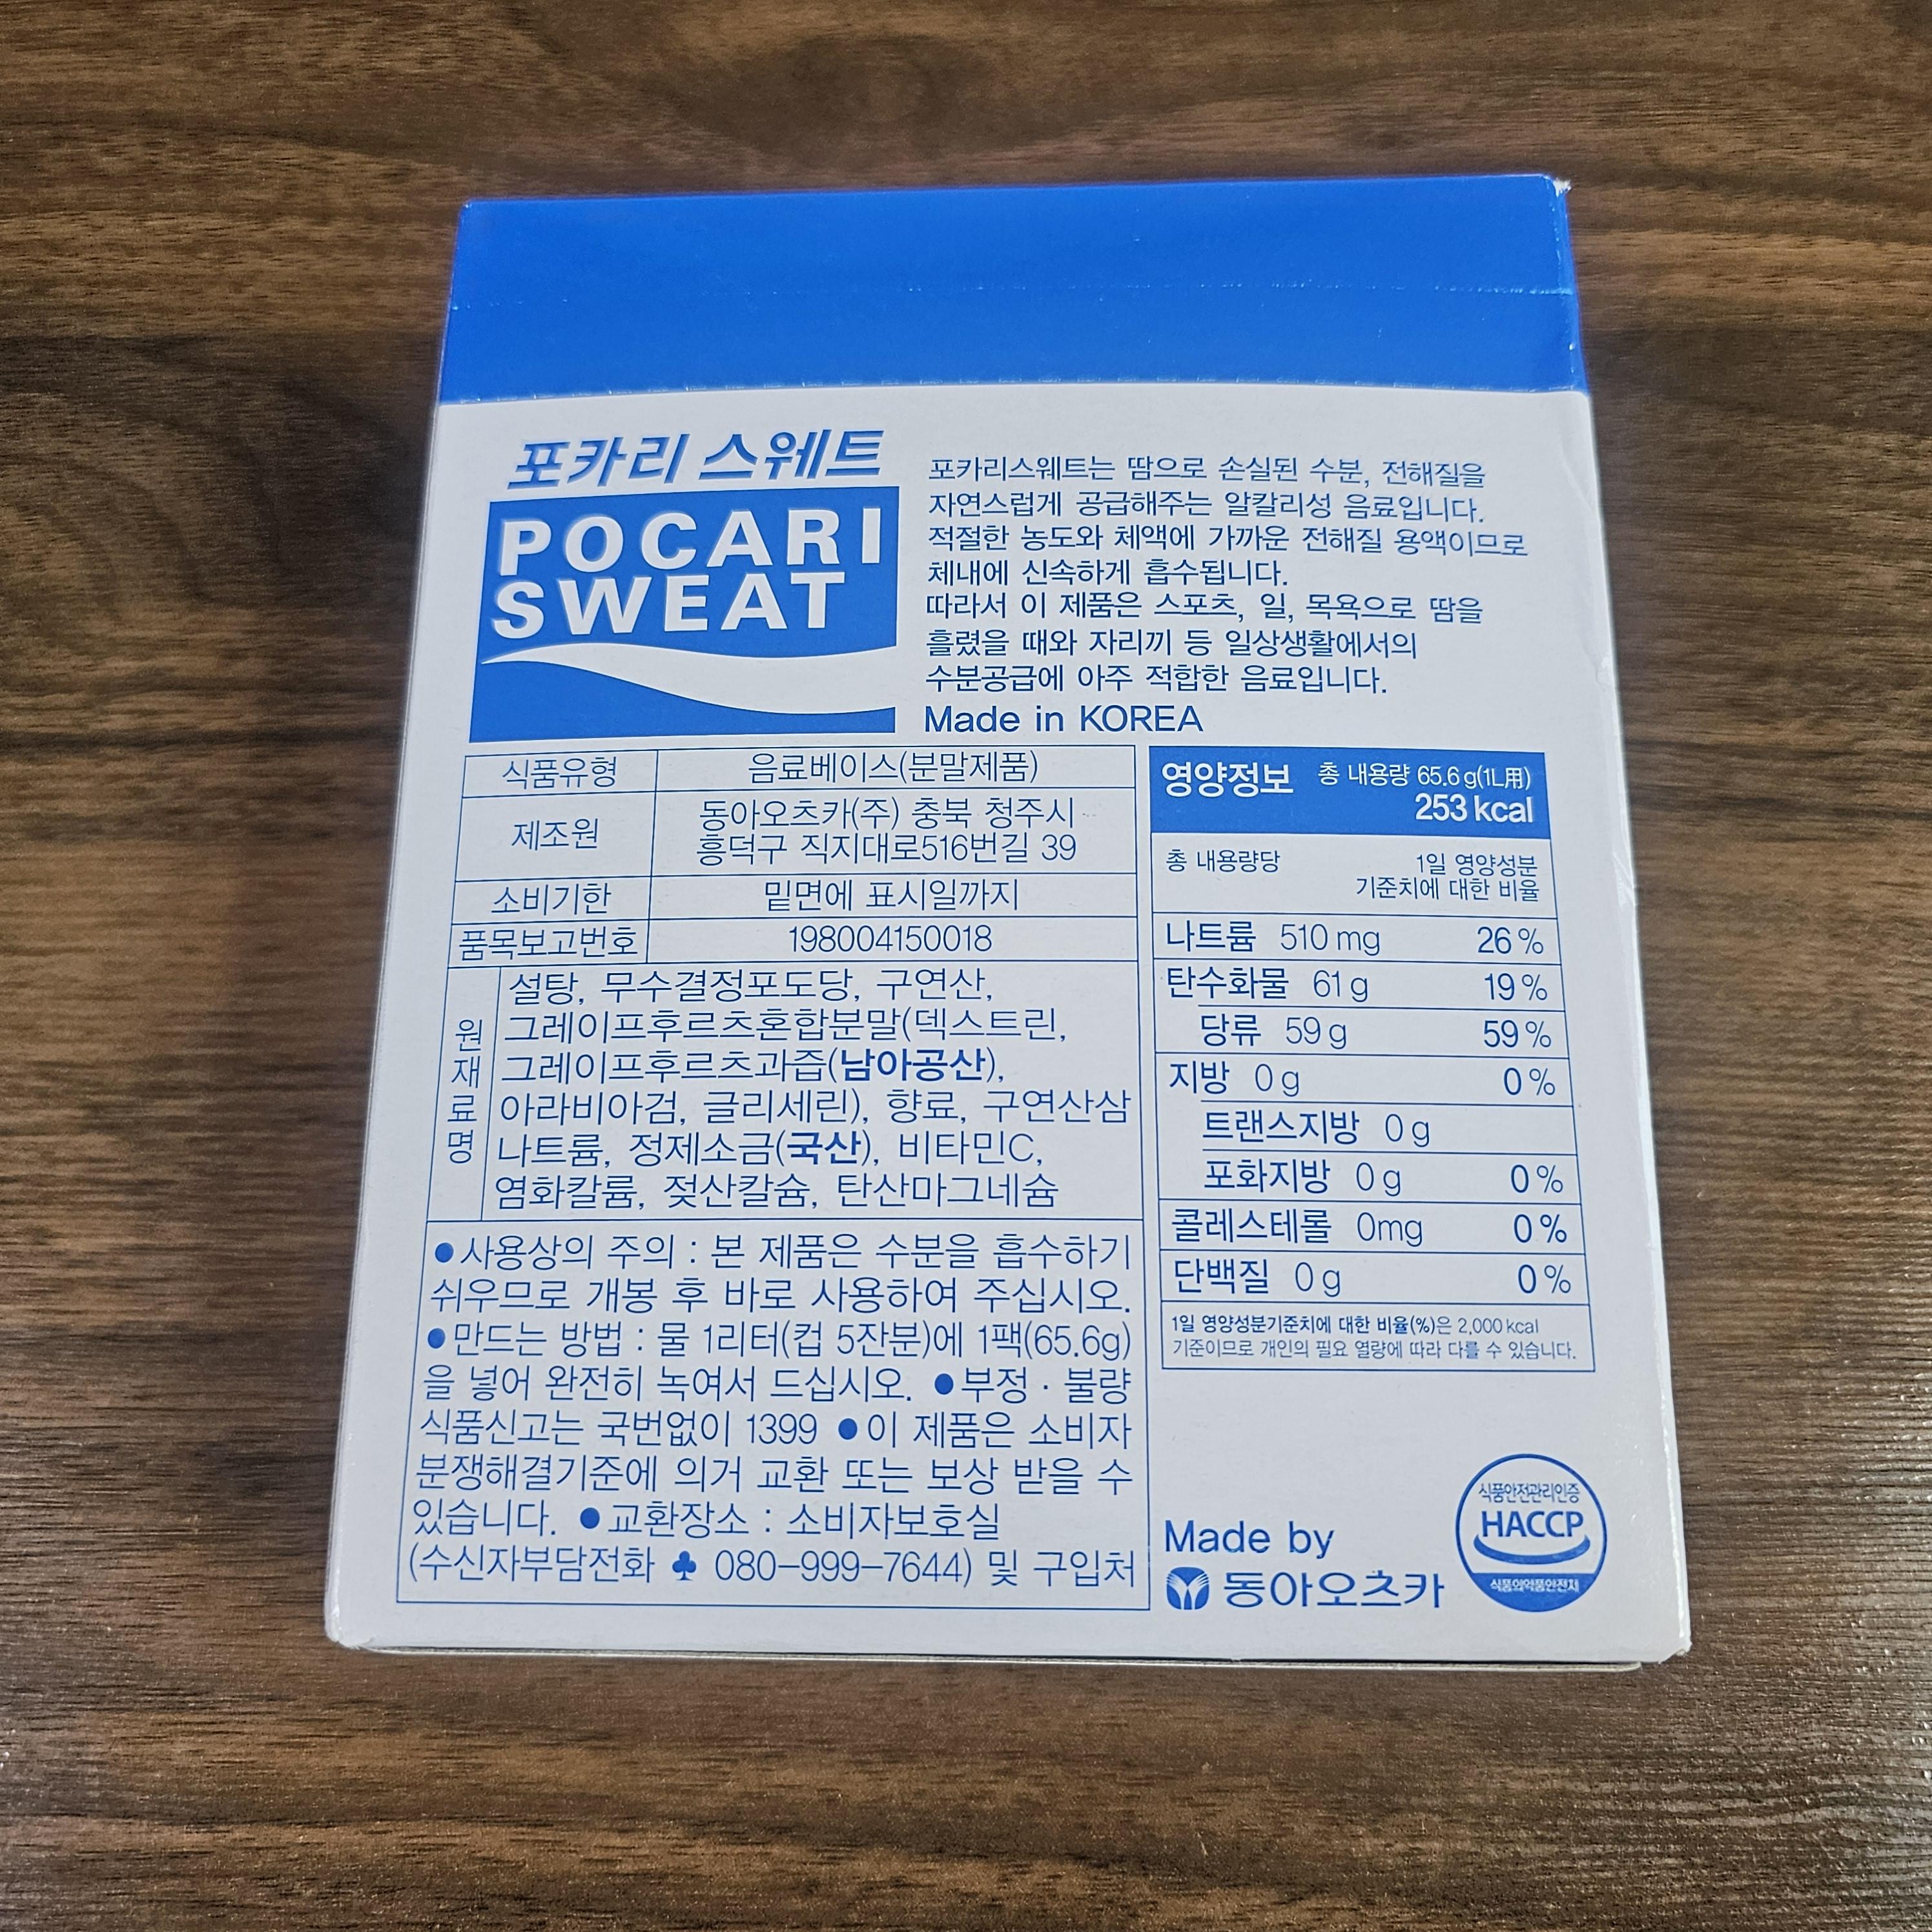 포카리 스웨트
POCARI
SWEAT
포카리스웨트는 땀으로 손실된 수분, 전해질을
자연스럽게 공급해주는 알칼리성 음료입니다.
적절한 농도와 체액에 가까운 전해질 용액이므로
체내에 신속하게 흡수됩니다.
따라서 이 제품은 스포츠, 일, 목욕으로 땀을
흘렸을 때와 자리끼 등 일상생활에서의
수분공급에 아주 적합한 음료입니다.
Made in KOREA
식품유형 음료베이스(분말제품)
제조원 동아오츠카(주) 충북 청주시
흥덕구 직지대로516번길 39
소비기한 밑면에 표시일까지
품목보고번호 198004150018
원재료명
설탕, 무수결정포도당, 구연산,
그레이프후르츠혼합분말(덱스트린,
그레이프후르츠과즙(남아공산),
아라비아검, 글리세린), 향료, 구연산삼
나트륨, 정제소금(국산), 비타민C,
염화칼륨, 젖산칼슘, 탄산마그네슘
●사용상의 주의 : 본 제품은 수분을 흡수하기
쉬우므로 개봉 후 바로 사용하여 주십시오.
●만드는 방법 : 물 1리터(컵 5잔분)에 1팩(65.6g)
을 넣어 완전히 녹여서 드십시오. ●부정 · 불량
식품신고는 국번없이 1399 ●이 제품은 소비자
분쟁해결기준에 의거 교환 또는 보상 받을 수
있습니다. ●교환장소 : 소비자보호실
(수신자부담전화 ♣ 080-999-7644) 및 구입처
영양정보 총 내용량 65.6 g(1L用)
253 kcal
총 내용량당 1일 영양성분
기준치에 대한 비율
나트륨 510 mg 26 %
탄수화물 61 g 19 %
당류 59 g 59 %
지방 0 g 0 %
트랜스지방 0 g
포화지방 0 g 0 %
콜레스테롤 0mg 0 %
단백질 0 g 0 %
1일 영양성분기준치에 대한 비율(%)은 2,000 kcal
기준이므로 개인의 필요 열량에 따라 다를 수 있습니다.
Made by
동아오츠카
식품안전관리인증
HACCP
식품의약품안전처